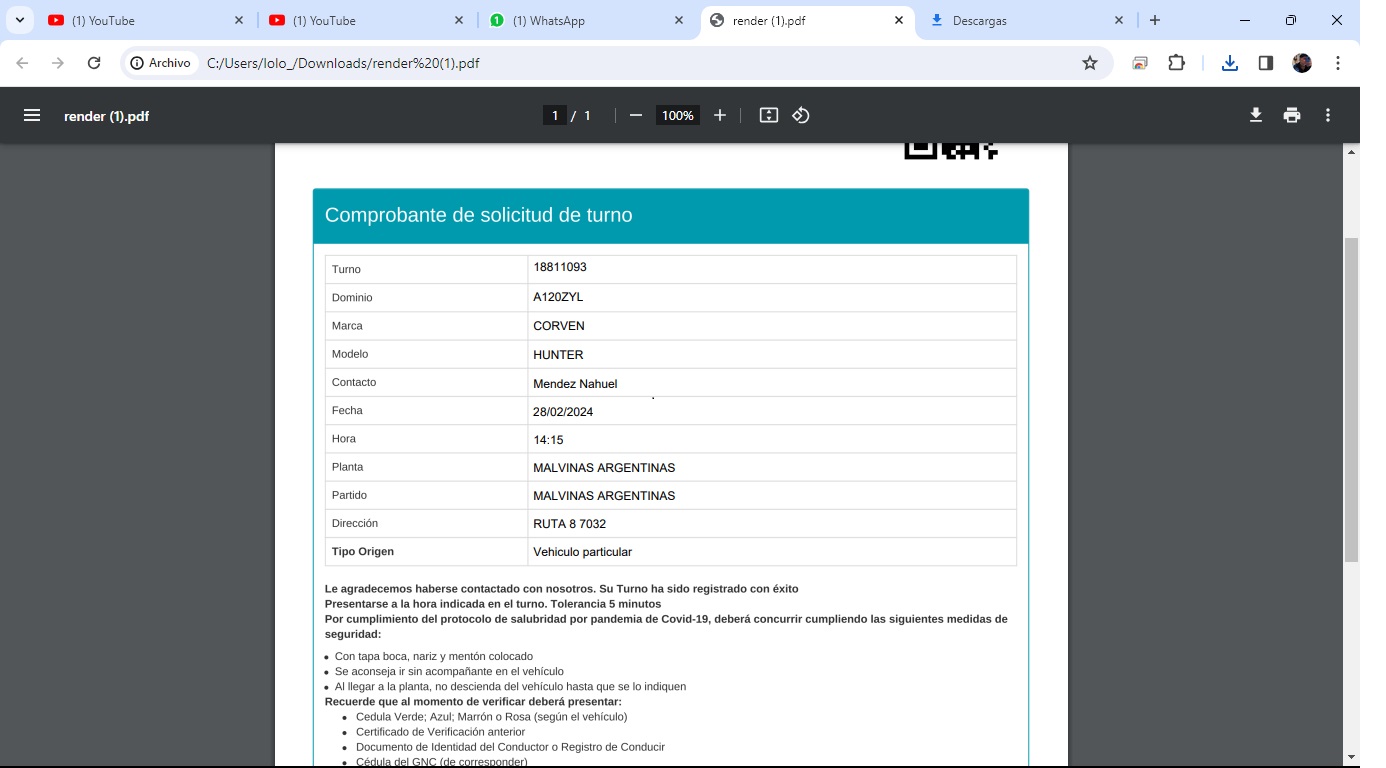 (1) YouTube
(1) YouTube
1 (1) WhatsApp
render (1).pdf
Descargas
Archivo C:/Users/lolo_/Downloads/render%20(1).pdf
render (1).pdf
1 / 1
100%
Comprobante de solicitud de turno
Turno 18811093
Dominio A120ZYL
Marca CORVEN
Modelo HUNTER
Contacto Mendez Nahuel
Fecha 28/02/2024
Hora 14:15
Planta MALVINAS ARGENTINAS
Partido MALVINAS ARGENTINAS
Dirección RUTA 8 7032
Tipo Origen Vehiculo particular
Le agradecemos haberse contactado con nosotros. Su Turno ha sido registrado con éxito
Presentarse a la hora indicada en el turno. Tolerancia 5 minutos
Por cumplimiento del protocolo de salubridad por pandemia de Covid-19, deberá concurrir cumpliendo las siguientes medidas de
seguridad:
• Con tapa boca, nariz y mentón colocado
• Se aconseja ir sin acompañante en el vehículo
• Al llegar a la planta, no descienda del vehículo hasta que se lo indiquen
Recuerde que al momento de verificar deberá presentar:
• Cedula Verde; Azul; Marrón o Rosa (según el vehículo)
• Certificado de Verificación anterior
• Documento de Identidad del Conductor o Registro de Conducir
• Cédula del GNC (de corresponder)